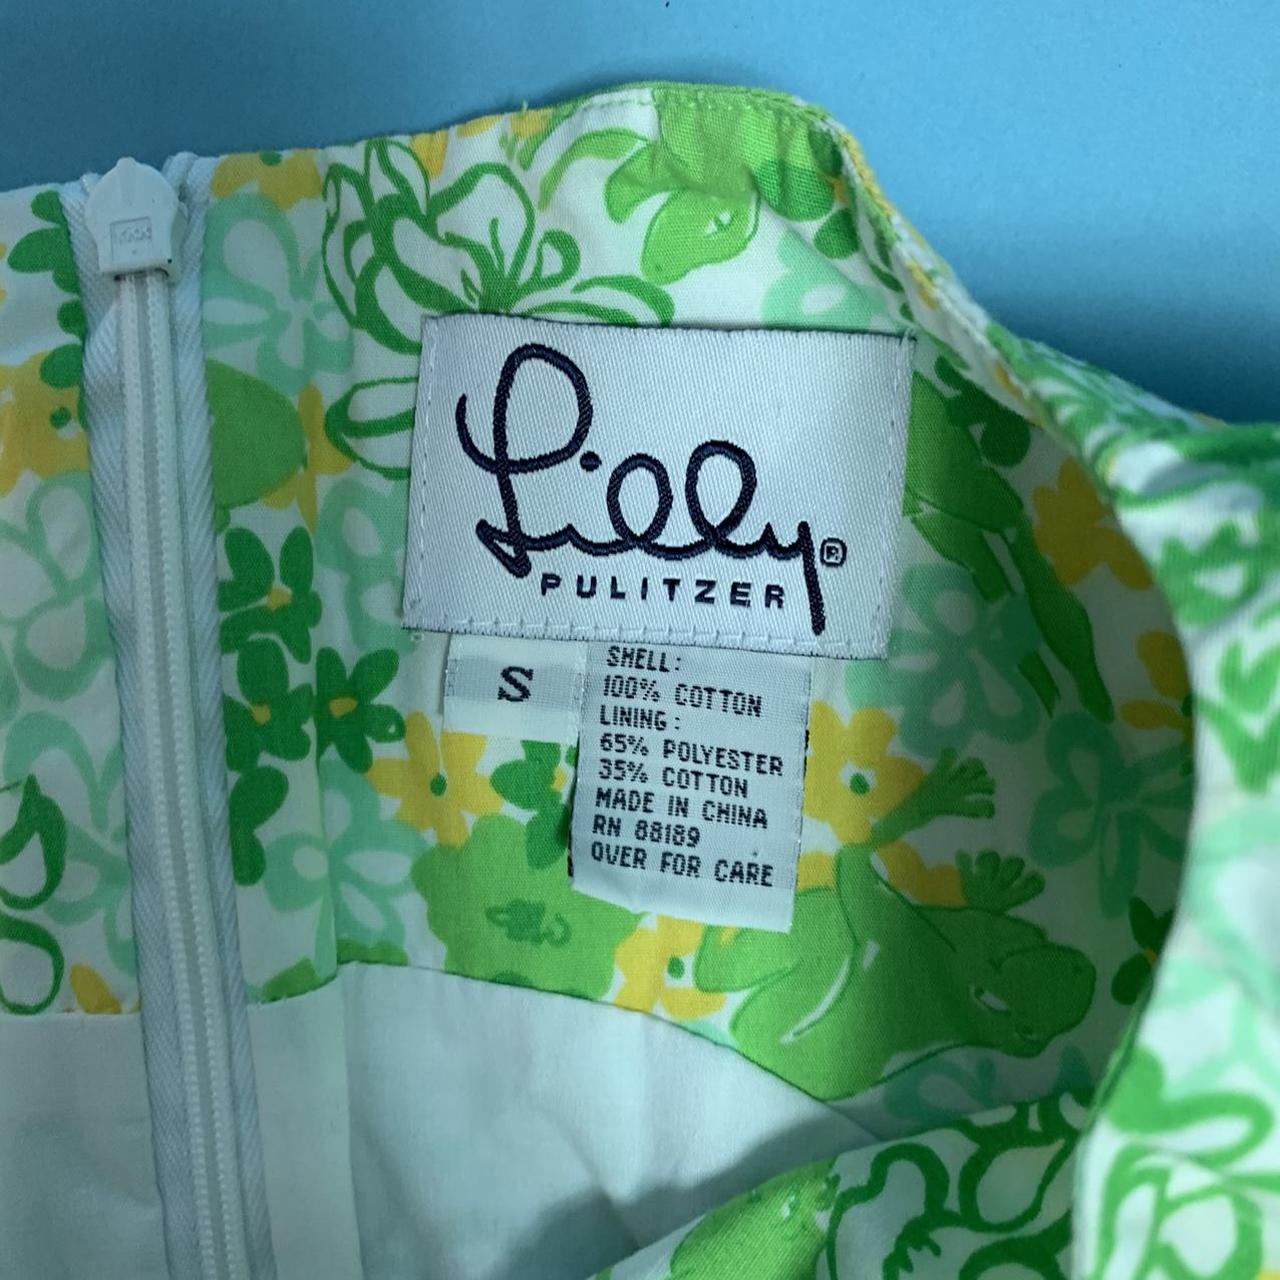 Lilly®
PULITZER
S
SHELL:
100% COTTON
LINING:
65% POLYESTER
35% COTTON
MADE IN CHINA
RN 88189
OVER FOR CARE